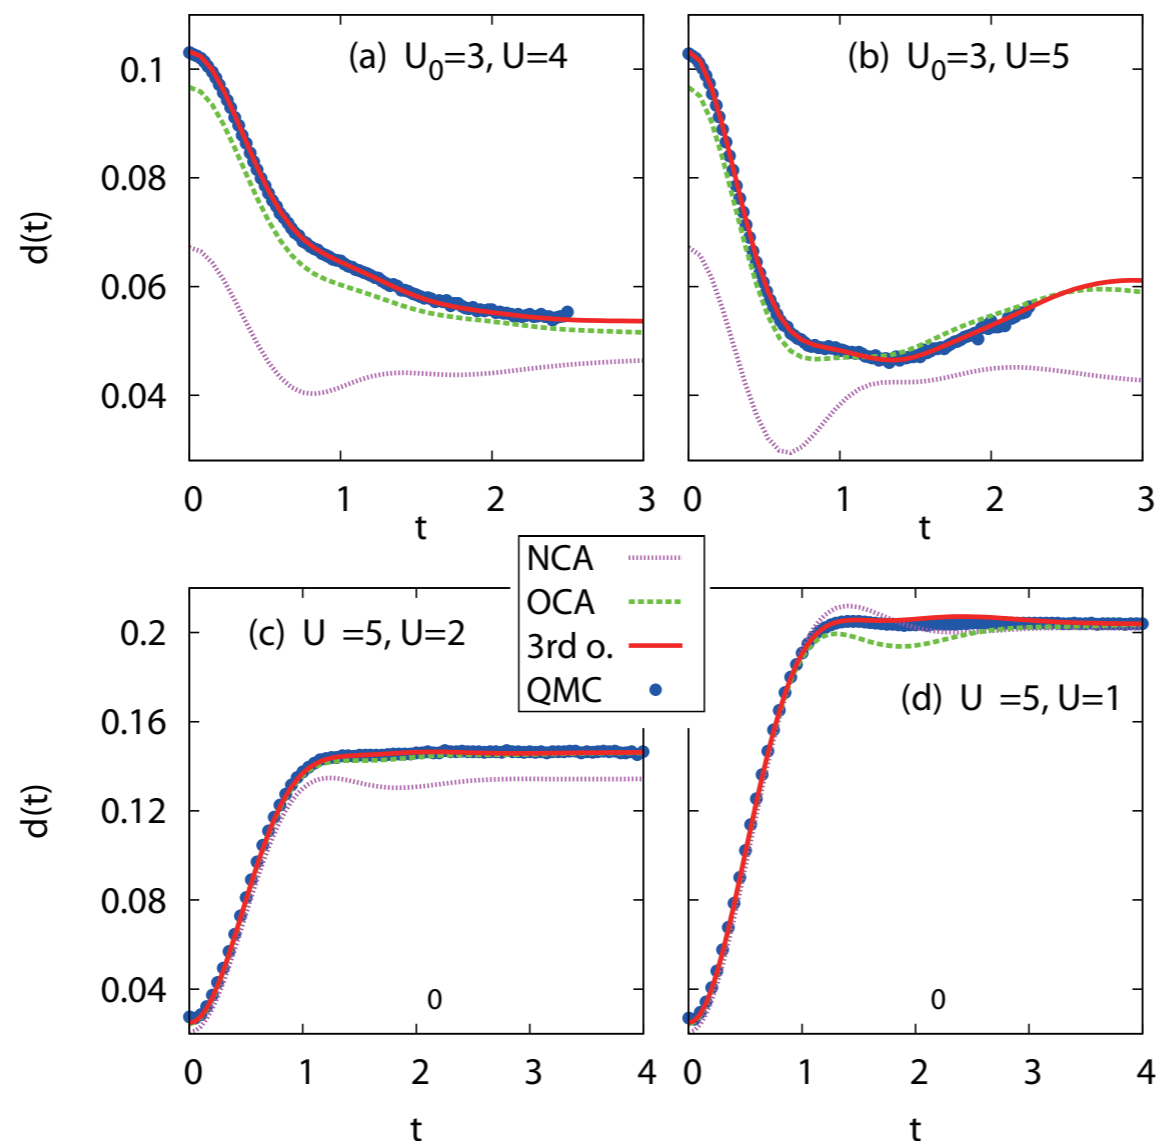 (a) U0=3, U=4
(b) U0=3, U=5
0.1
0.08
0.06
0.04
d(t)
0 1 2 3
t
0 1 2 3
t
NCA
OCA
3rd o.
QMC
(c) U =5, U=2
(d) U =5, U=1
0.2
0.16
0.12
0.08
0.04
d(t)
0
0
0 1 2 3 4
t
0 1 2 3 4
t